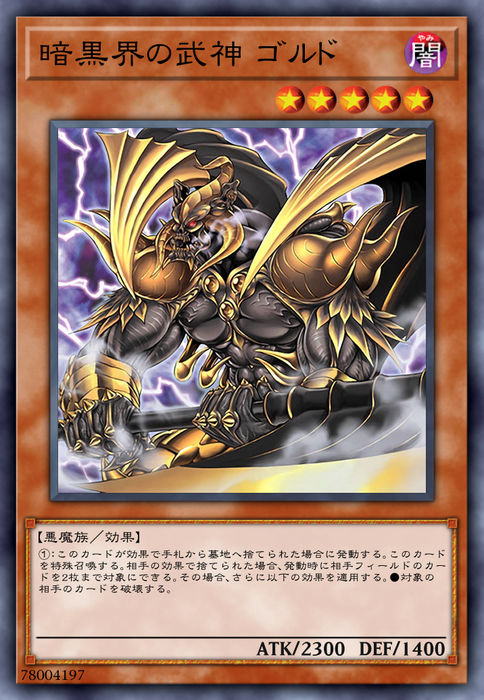 暗黒界の武神 ゴルド
やみ
闇
【悪魔族／効果】
①:このカードが効果で手札から墓地へ捨てられた場合に発動する。このカード
を特殊召喚する。相手の効果で捨てられた場合、発動時に相手フィールドのカー
ドを2枚まで対象にできる。その場合、さらに以下の効果を適用する。●対象の
相手のカードを破壊する。
ATK/2300 DEF/1400
78004197